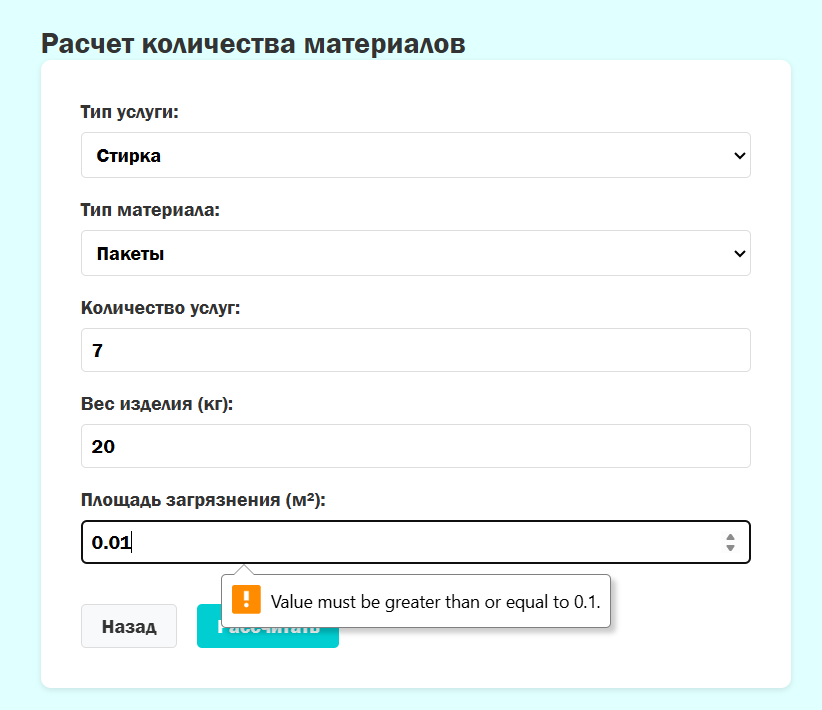 Расчет количества материалов
Тип услуги:
Стирка
Тип материала:
Пакеты
Количество услуг:
7
Вес изделия (кг):
20
Площадь загрязнения (м²):
0.01
Value must be greater than or equal to 0.1.
Назад
Рассчитать